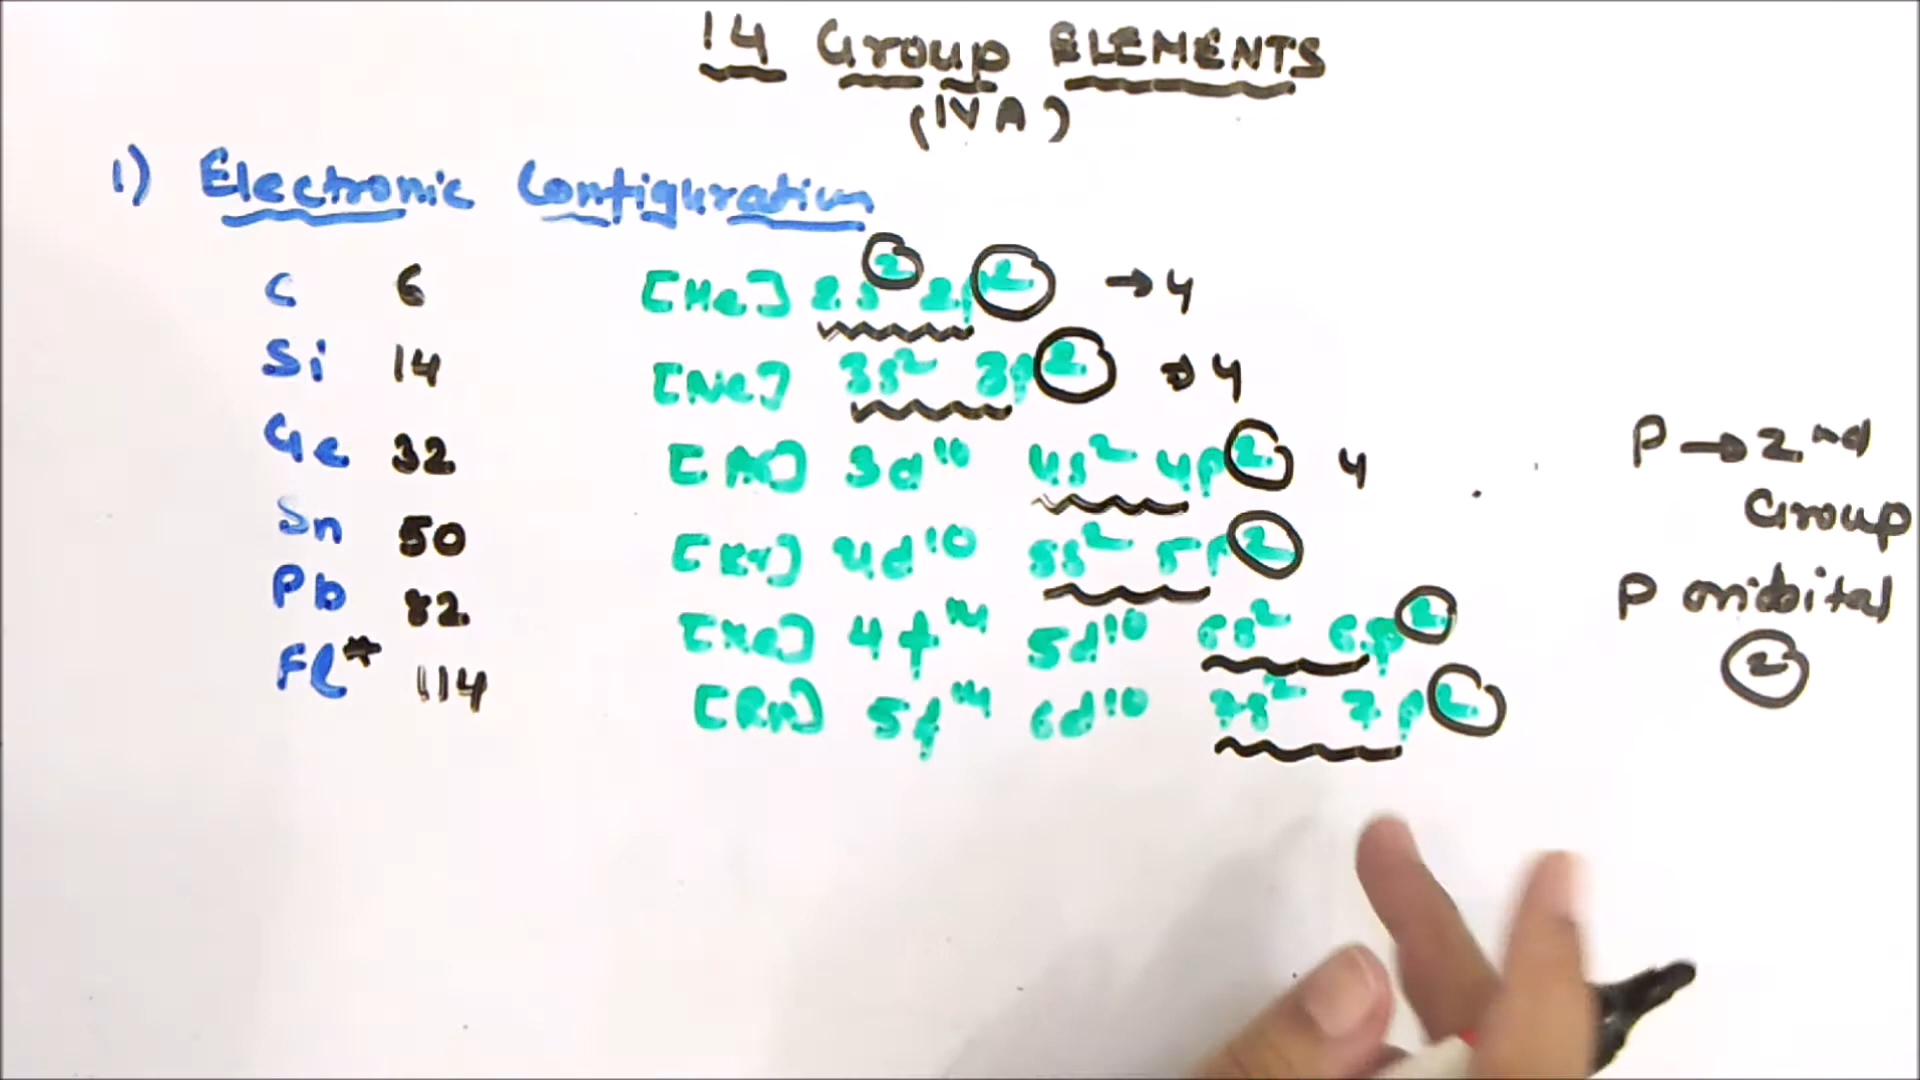 14 Group ELEMENTS
(IVA)
1) Electronic Configuration
C 6 [He] 2s² 2p² → 4
Si 14 [Ne] 3s² 3p² → 4
Ge 32 [Ar] 3d¹⁰ 4s² 4p² 4
Sn 50 [Kr] 4d¹⁰ 5s² 5p²
Pb 82 [Xe] 4f¹⁴ 5d¹⁰ 6s² 6p²
Fl* 114 [Rn] 5f¹⁴ 6d¹⁰ 7s² 7p²
P → 2nd
Group
P orbital
2